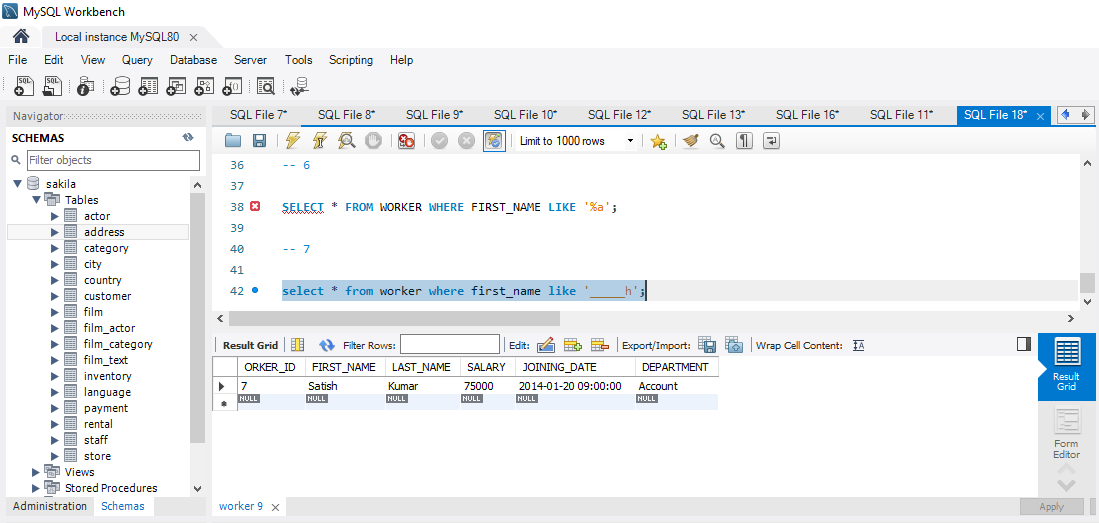 MySQL Workbench
Local instance MySQL80
File Edit View Query Database Server Tools Scripting Help
Navigator
SCHEMAS
Filter objects
sakila
Tables
actor
address
category
city
country
customer
film
film_actor
film_category
film_text
inventory
language
payment
rental
staff
store
Views
Stored Procedures
Administration Schemas
SQL File 7* SQL File 8* SQL File 9* SQL File 10* SQL File 12* SQL File 13* SQL File 16* SQL File 11* SQL File 18*
Limit to 1000 rows
36 -- 6
37
38 SELECT * FROM WORKER WHERE FIRST_NAME LIKE '%a';
39
40 -- 7
41
42 select * from worker where first_name like '_____h';
Result Grid Filter Rows: Edit: Export/Import: Wrap Cell Content:
ORKER_ID FIRST_NAME LAST_NAME SALARY JOINING_DATE DEPARTMENT
7 Satish Kumar 75000 2014-01-20 09:00:00 Account
NULL NULL NULL NULL NULL NULL
Result
Grid
Form
Editor
worker 9
Apply